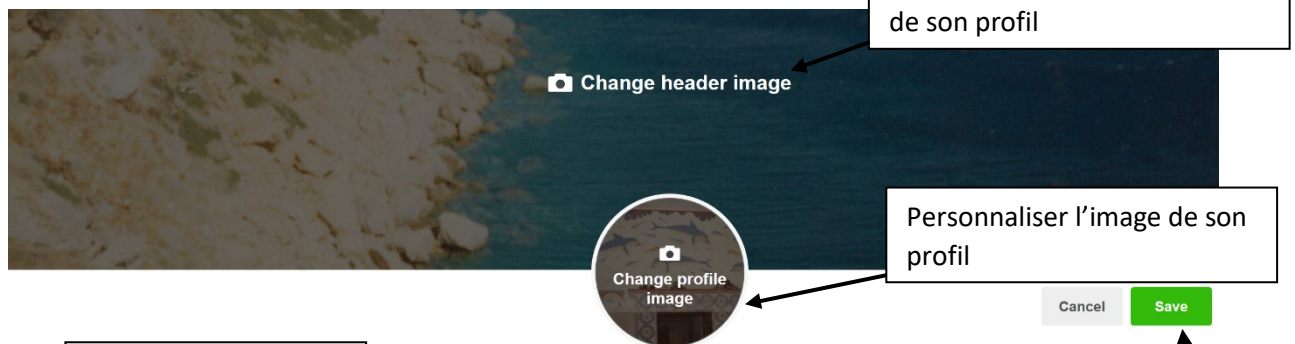 de son profil
Change header image
Personnaliser l’image de son
profil
Change profile
image
Cancel
Save